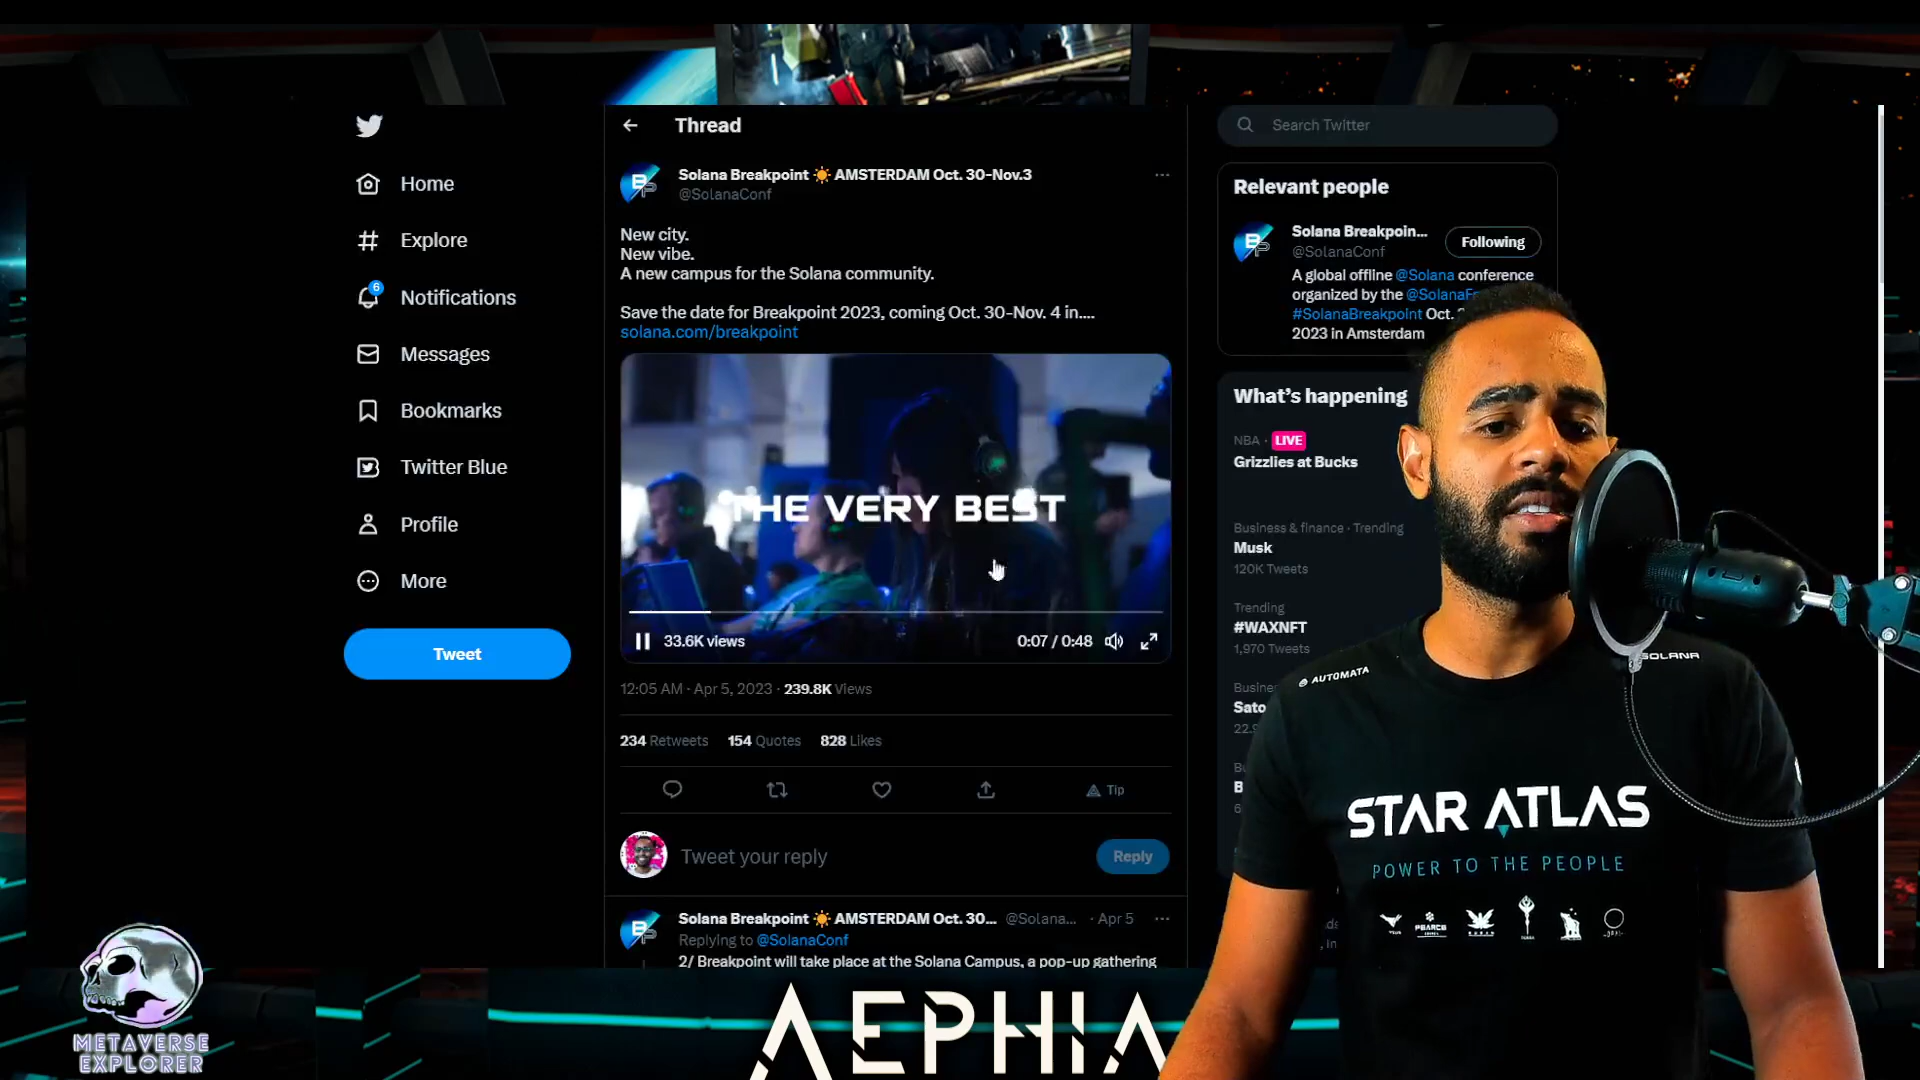 Home
Explore
6
Notifications
Messages
Bookmarks
Twitter Blue
Profile
More
Tweet
Thread
Solana Breakpoint ☀ AMSTERDAM Oct. 30-Nov.3
@SolanaConf
New city.
New vibe.
A new campus for the Solana community.
Save the date for Breakpoint 2023, coming Oct. 30-Nov. 4 in....
solana.com/breakpoint
THE VERY BEST
33.6K views
0:07 / 0:48
12:05 AM · Apr 5, 2023 · 239.8K Views
234 Retweets 154 Quotes 828 Likes
Tip
Tweet your reply
Reply
Solana Breakpoint ☀ AMSTERDAM Oct. 30... @Solana... · Apr 5
Replying to @SolanaConf
2/ Breakpoint will take place at the Solana Campus, a pop-up gathering
Search Twitter
Relevant people
Solana Breakpoin...
@SolanaConf
Following
A global offline @Solana conference
organized by the
#SolanaBreakpoint Oct.
2023 in Amsterdam
What's happening
NBA · LIVE
Grizzlies at Bucks
Business & finance · Trending
Musk
120K Tweets
Trending
#WAXNFT
1,970 Tweets
AUTOMATA
SOLANA
STAR ATLAS
POWER TO THE PEOPLE
METAVERSE
EXPLORER
AEPHIA